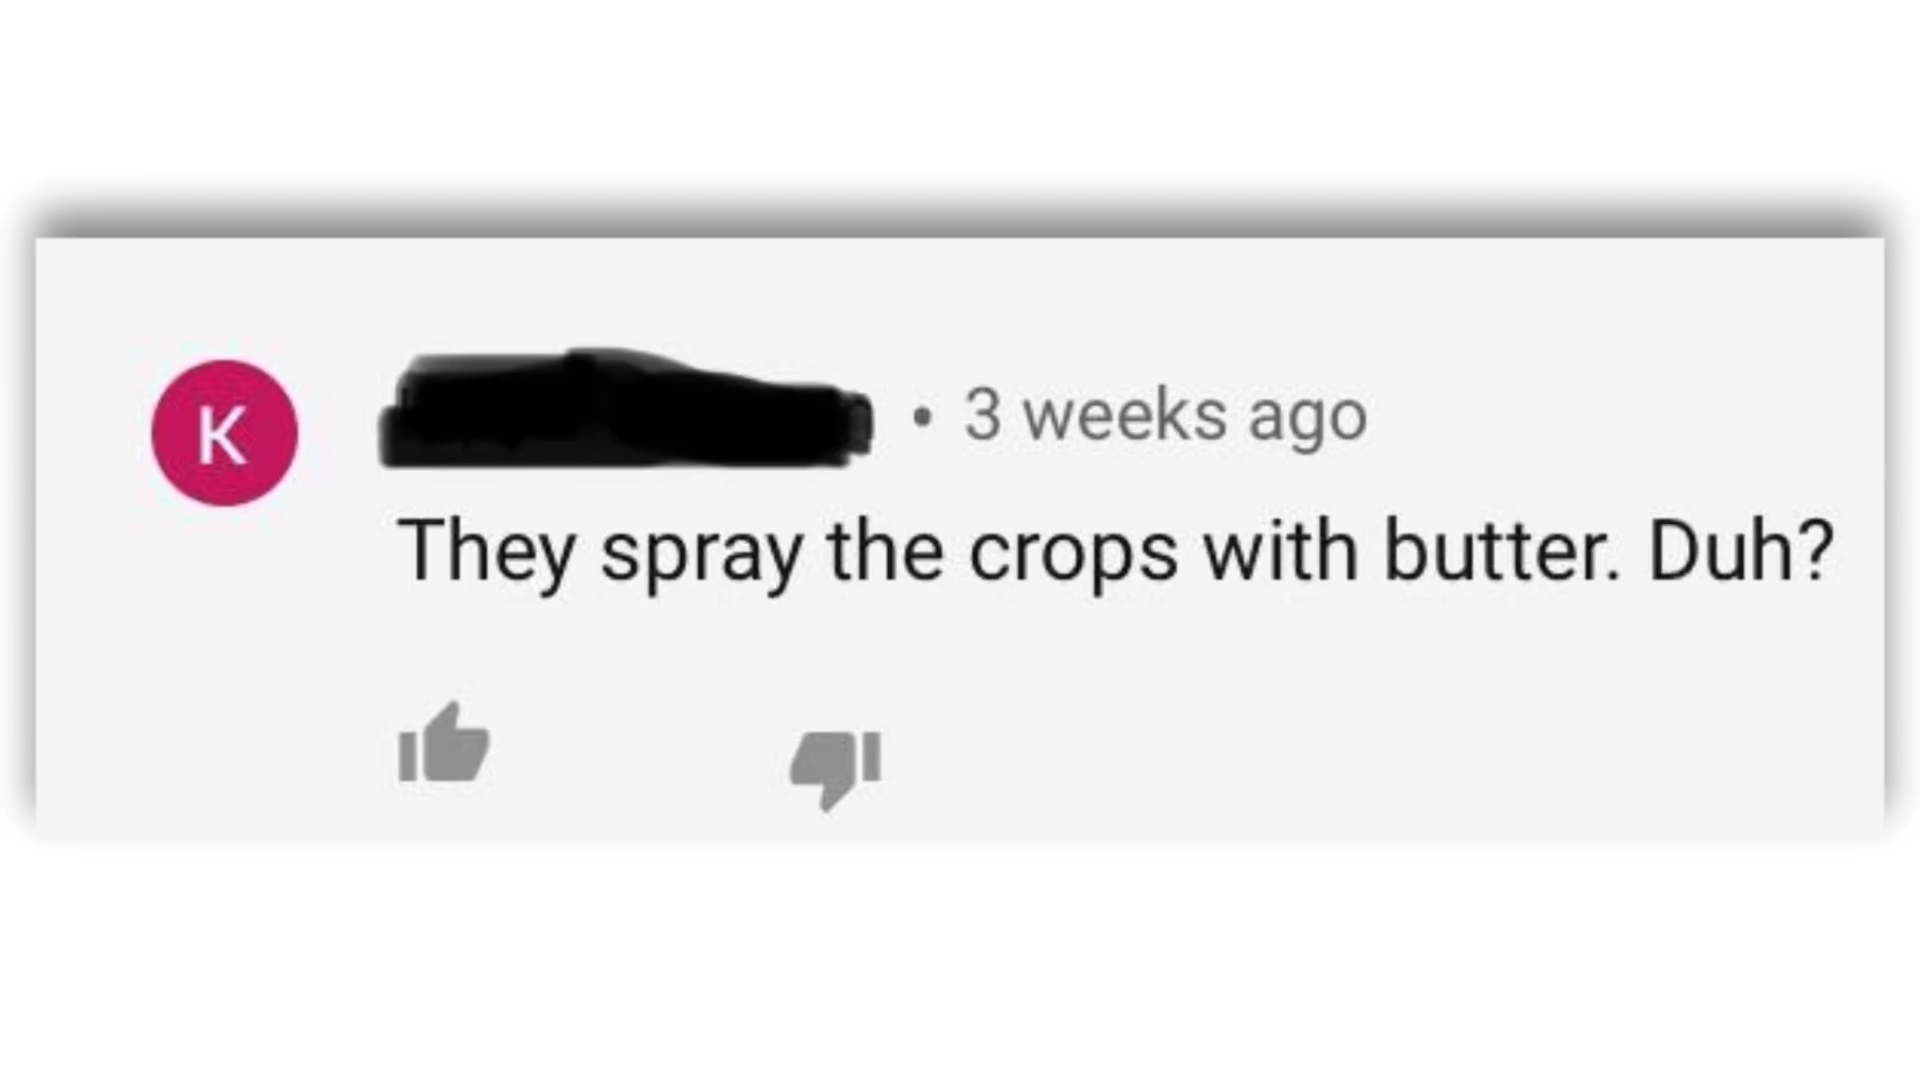 K
• 3 weeks ago
They spray the crops with butter. Duh?